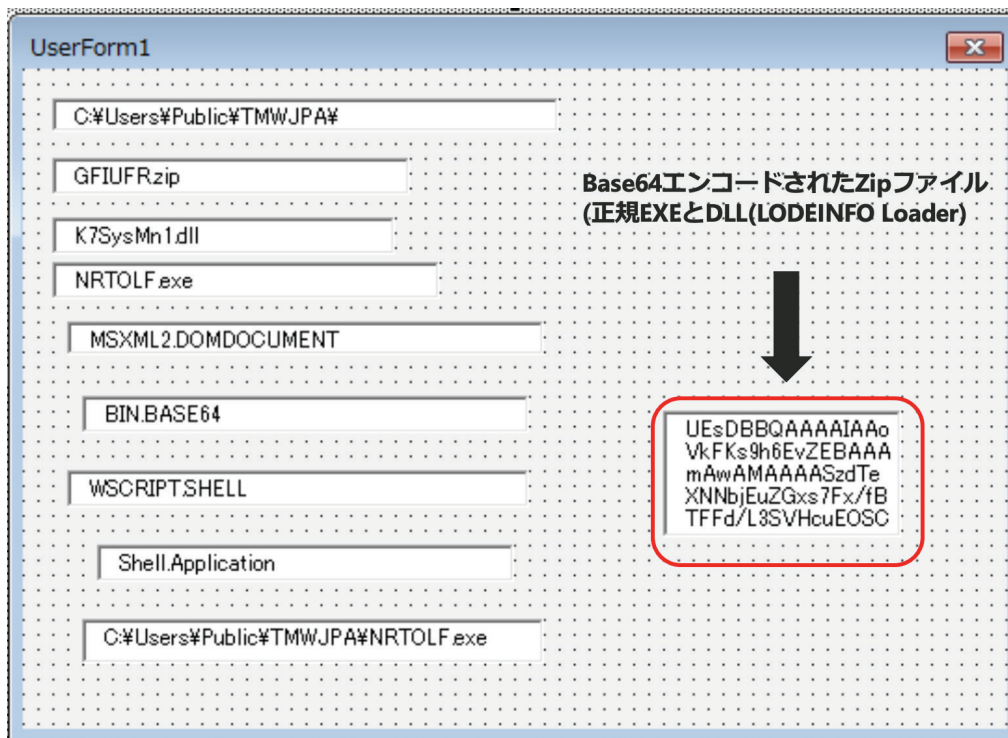 UserForm1
C:¥Users¥Public¥TMWJPA¥
GFIUFR.zip
K7SysMn1.dll
NRTOLF.exe
MSXML2.DOMDOCUMENT
BIN.BASE64
WSCRIPT.SHELL
Shell.Application
C:¥Users¥Public¥TMWJPA¥NRTOLF.exe
Base64エンコードされたZipファイル
(正規EXEとDLL(LODEINFO Loader)
UEsDBBQAAAAIAAo
VkFKs9h6EvZEBAAA
mAwAMAAAASzdTe
XNNbjEuZGxs7Fx/fB
TFFd/L3SVHcuEOSC